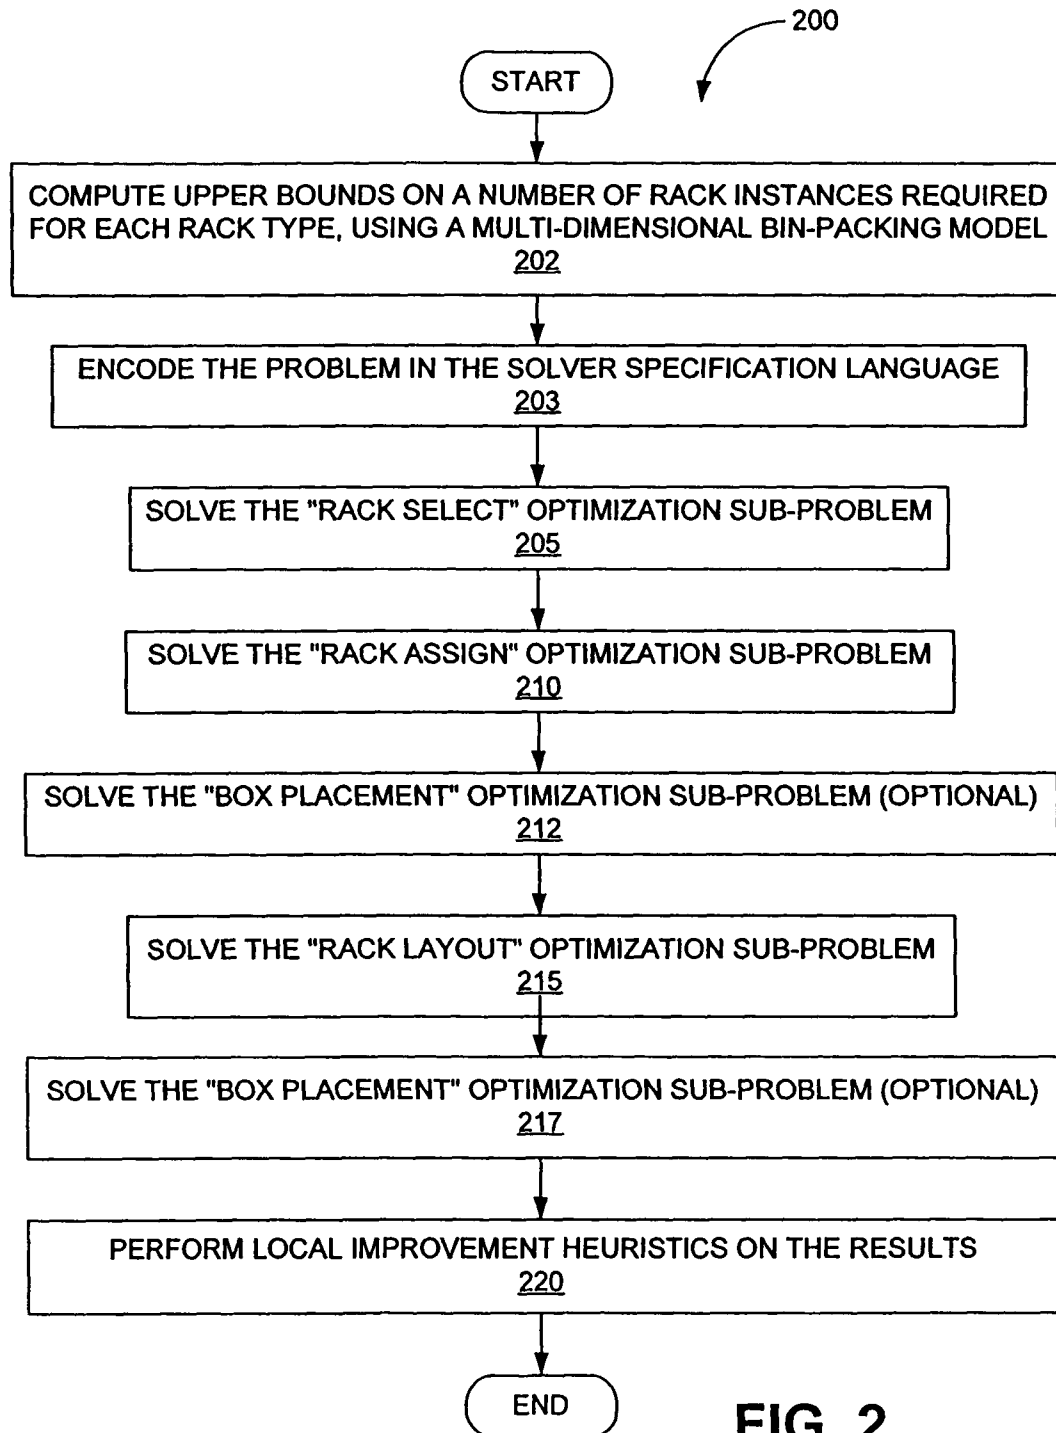 200
START
COMPUTE UPPER BOUNDS ON A NUMBER OF RACK INSTANCES REQUIRED
FOR EACH RACK TYPE, USING A MULTI-DIMENSIONAL BIN-PACKING MODEL
202
ENCODE THE PROBLEM IN THE SOLVER SPECIFICATION LANGUAGE
203
SOLVE THE "RACK SELECT" OPTIMIZATION SUB-PROBLEM
205
SOLVE THE "RACK ASSIGN" OPTIMIZATION SUB-PROBLEM
210
SOLVE THE "BOX PLACEMENT" OPTIMIZATION SUB-PROBLEM (OPTIONAL)
212
SOLVE THE "RACK LAYOUT" OPTIMIZATION SUB-PROBLEM
215
SOLVE THE "BOX PLACEMENT" OPTIMIZATION SUB-PROBLEM (OPTIONAL)
217
PERFORM LOCAL IMPROVEMENT HEURISTICS ON THE RESULTS
220
END
FIG. 2